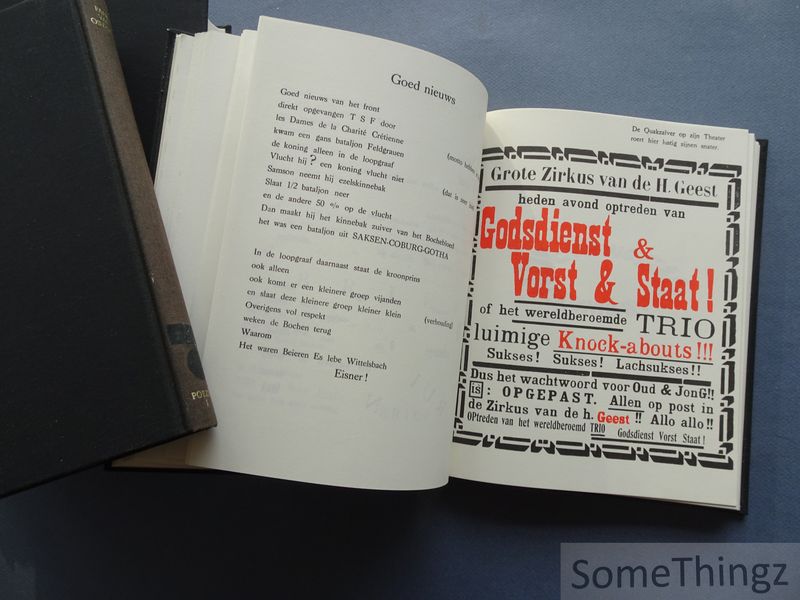 POËZ
1
Goed nieuws
Goed nieuws van het front
direkt opgevangen T S F door
les Dames de la Charité Crétienne
kwam een gans bataljon Feldgrauen
de koning alleen in de loopgraaf
Vlucht hij ? een koning vlucht niet
Samson neemt hij ezelskinnebak
Slaat 1/2 bataljon neer
en de andere 50 % op de vlucht
Dan maakt hij het kinnebak zuiver van het Bochebloed
het was een bataljon uit SAKSEN-COBURG-GOTHA
In de loopgraaf daarnaast staat de kroonprins
ook alleen
ook komt er een kleinere groep vijanden
en slaat deze kleinere groep kleiner klein (verhouding)
Overigens vol respekt
weken de Bochen terug
Waarom
Het waren Beieren Es lebe Wittelsbach
Eisner !
De Quakzalver op zijn Theater
roert hier lustig zijnen snater.
Grote Zirkus van de H. Geest
heden avond optreden van
Godsdienst &
Vorst & Staat !
of het wereldberoemde TRIO
luimige Knock-abouts !!!
Sukses ! Sukses ! Lachsukses !!
Dus het wachtwoord voor Oud & JonG!!
is : OPGEPAST. Allen op post in
de Zirkus van de h. Geest !! Allo allo !!
OPtreden van het wereldberoemd TRIO Godsdienst Vorst Staat !
SomeThingz